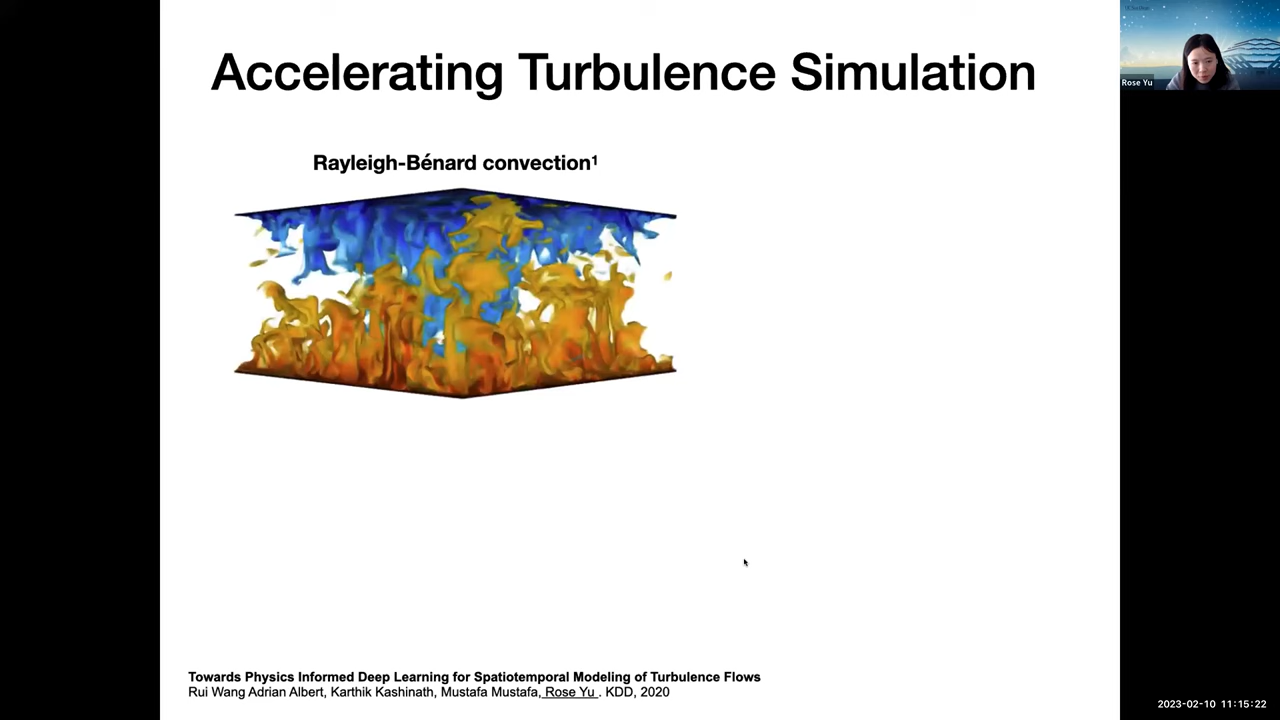 Accelerating Turbulence Simulation
Rayleigh-Bénard convection¹
Rose Yu
Towards Physics Informed Deep Learning for Spatiotemporal Modeling of Turbulence Flows
Rui Wang Adrian Albert, Karthik Kashinath, Mustafa Mustafa, Rose Yu . KDD, 2020
2023-02-10 11:15:22